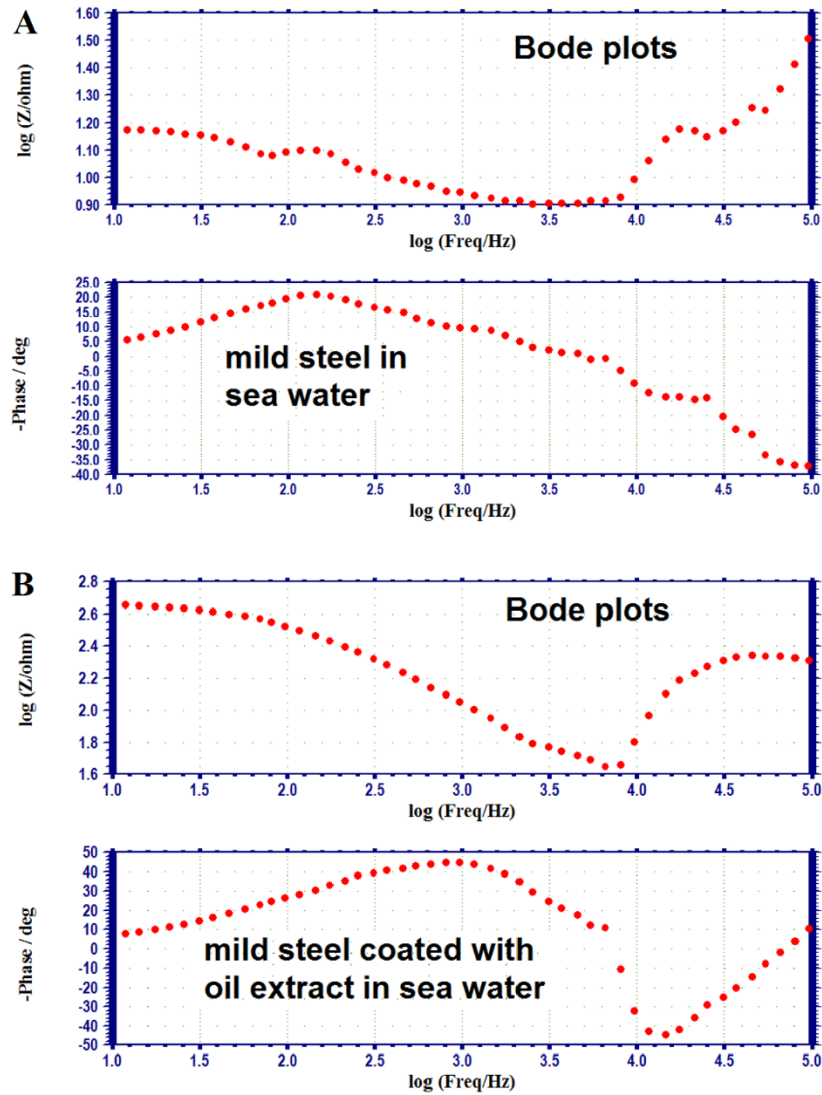 A
Bode plots
log (Z/ohm)
1.60
1.50
1.40
1.30
1.20
1.10
1.00
0.90
1.0 1.5 2.0 2.5 3.0 3.5 4.0 4.5 5.0
log (Freq/Hz)
-Phase / deg
25.0
20.0
15.0
10.0
5.0
0
-5.0
-10.0
-15.0
-20.0
-25.0
-30.0
-35.0
-40.0
mild steel in
sea water
1.0 1.5 2.0 2.5 3.0 3.5 4.0 4.5 5.0
log (Freq/Hz)
B
Bode plots
log (Z/ohm)
2.8
2.6
2.4
2.2
2.0
1.8
1.6
1.0 1.5 2.0 2.5 3.0 3.5 4.0 4.5 5.0
log (Freq/Hz)
-Phase / deg
50
40
30
20
10
0
-10
-20
-30
-40
-50
mild steel coated with
oil extract in sea water
1.0 1.5 2.0 2.5 3.0 3.5 4.0 4.5 5.0
log (Freq/Hz)